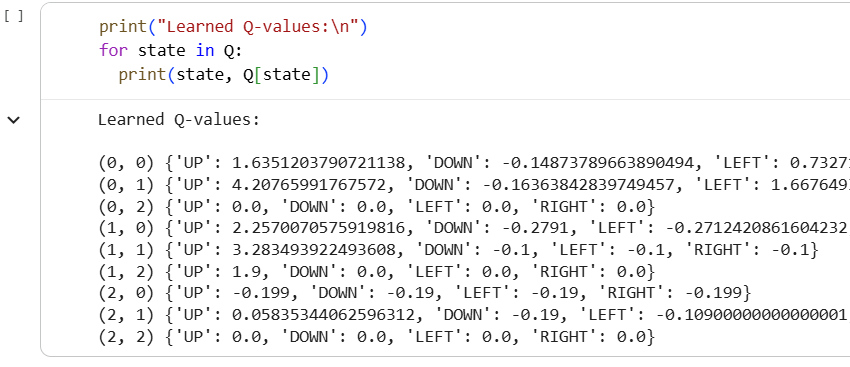 [ ]
print("Learned Q-values:\n")
for state in Q:
  print(state, Q[state])
Learned Q-values:
(0, 0) {'UP': 1.6351203790721138, 'DOWN': -0.14873789663890494, 'LEFT': 0.7327
(0, 1) {'UP': 4.20765991767572, 'DOWN': -0.16363842839749457, 'LEFT': 1.667649
(0, 2) {'UP': 0.0, 'DOWN': 0.0, 'LEFT': 0.0, 'RIGHT': 0.0}
(1, 0) {'UP': 2.2570070575919816, 'DOWN': -0.2791, 'LEFT': -0.2712420861604232
(1, 1) {'UP': 3.283493922493608, 'DOWN': -0.1, 'LEFT': -0.1, 'RIGHT': -0.1}
(1, 2) {'UP': 1.9, 'DOWN': 0.0, 'LEFT': 0.0, 'RIGHT': 0.0}
(2, 0) {'UP': -0.199, 'DOWN': -0.19, 'LEFT': -0.19, 'RIGHT': -0.199}
(2, 1) {'UP': 0.05835344062596312, 'DOWN': -0.19, 'LEFT': -0.10900000000000001,
(2, 2) {'UP': 0.0, 'DOWN': 0.0, 'LEFT': 0.0, 'RIGHT': 0.0}